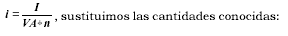 i = I / VA÷n , sustituimos las cantidades conocidas: